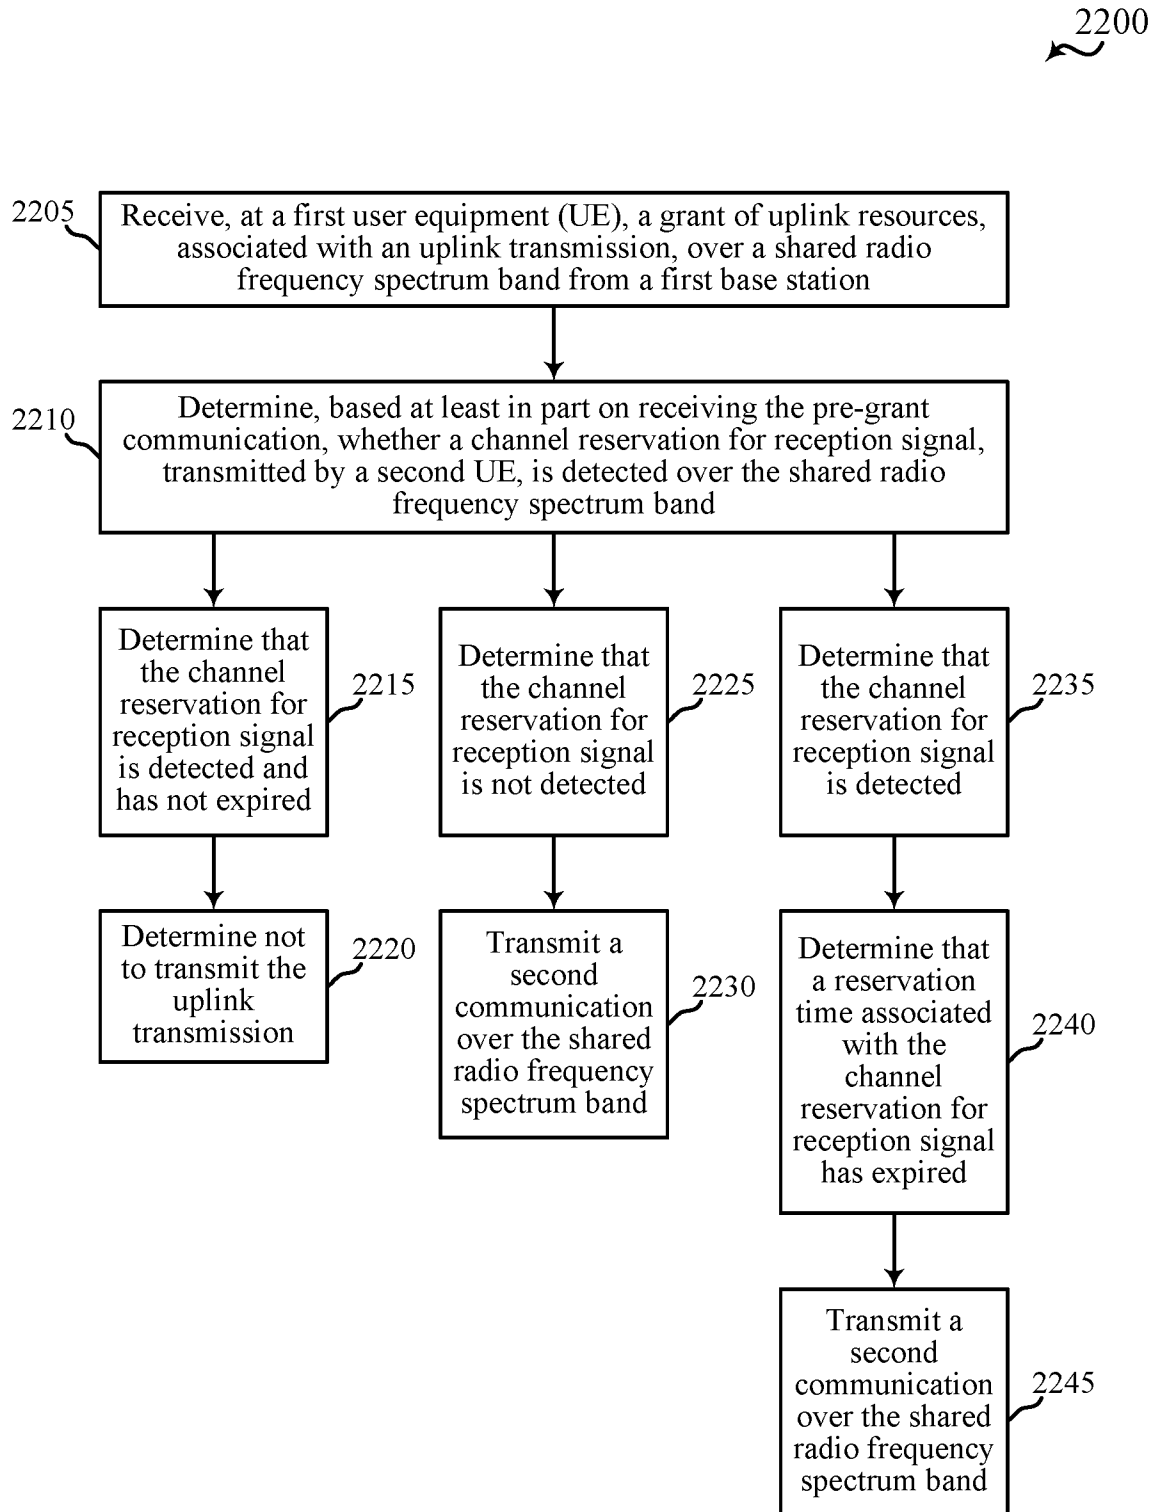 2200
2205
Receive, at a first user equipment (UE), a grant of uplink resources,
associated with an uplink transmission, over a shared radio
frequency spectrum band from a first base station
2210
Determine, based at least in part on receiving the pre-grant
communication, whether a channel reservation for reception signal,
transmitted by a second UE, is detected over the shared radio
frequency spectrum band
Determine that
the channel
reservation for
reception signal
is detected and
has not expired
2215
Determine not
to transmit the
uplink
transmission
2220
Determine that
the channel
reservation for
reception signal
is not detected
2225
Transmit a
second
communication
over the shared
radio frequency
spectrum band
2230
Determine that
the channel
reservation for
reception signal
is detected
2235
Determine that
a reservation
time associated
with the
channel
reservation for
reception signal
has expired
2240
Transmit a
second
communication
over the shared
radio frequency
spectrum band
2245